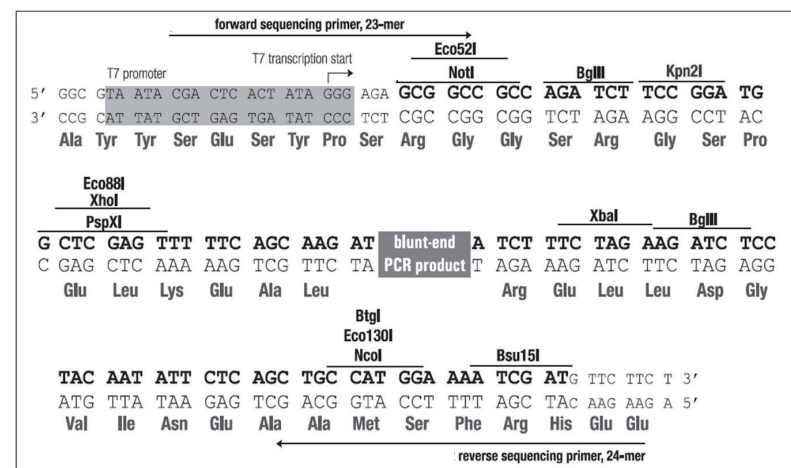 forward sequencing primer, 23-mer
Eco52I
T7 promoter T7 transcription start NotI BglII Kpn2I
5′ GGC GTA ATA CGA CTC ACT ATA GGG AGA GCG GCC GCC AGA TCT TCC GGA TG
3′ CCG CAT TAT GCT GAG TGA TAT CCC TCT CGC CGG CGG TCT AGA AGG CCT AC
Ala Tyr Tyr Ser Glu Ser Tyr Pro Ser Arg Gly Gly Ser Arg Gly Ser Pro
Eco88I
XhoI
PspXI XbaI BglII
G CTC GAG TTT TTC AGC AAG AT blunt-end A TCT TTC TAG AAG ATC TCC
C GAG CTC AAA AAG TCG TTC TA PCR product T AGA AAG ATC TTC TAG AGG
Glu Leu Lys Glu Ala Leu Arg Glu Leu Leu Asp Gly
BtgI
Eco130I
NcoI Bsu15I
TAC AAT ATT CTC AGC TGC CAT GGA AAA TCG ATG TTC TTC T 3′
ATG TTA TAA GAG TCG ACG GTA CCT TTT AGC TAC AAG AAG A 5′
Val Ile Asn Glu Ala Ala Met Ser Phe Arg His Glu Glu
reverse sequencing primer, 24-mer